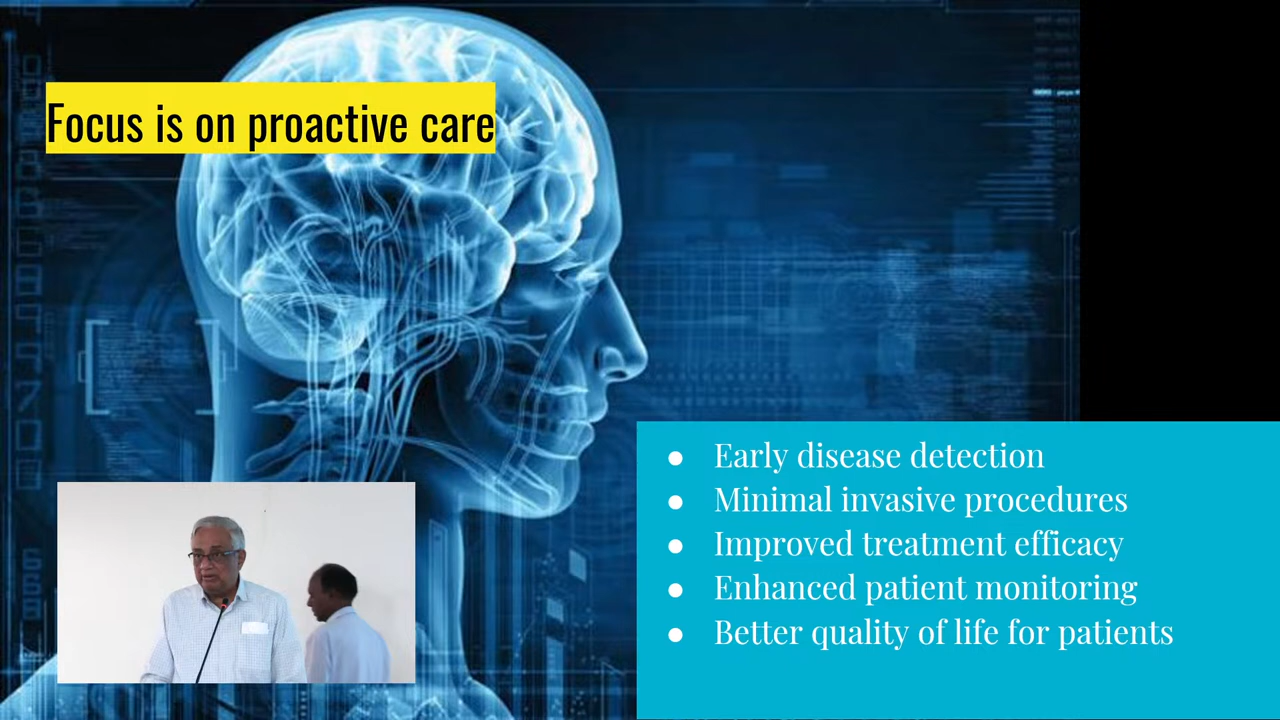 Focus is on proactive care
Early disease detection
Minimal invasive procedures
Improved treatment efficacy
Enhanced patient monitoring
Better quality of life for patients